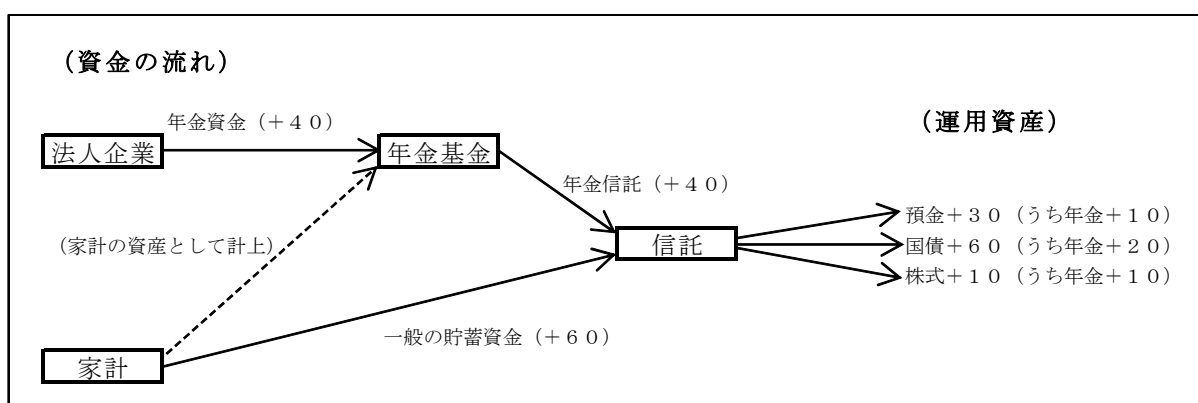 (資金の流れ)
年金資金(+40)
(運用資産)
法人企業
年金基金
年金信託(+40)
預金+30(うち年金+10)
(家計の資産として計上)
信託
国債+60(うち年金+20)
株式+10(うち年金+10)
一般の貯蓄資金(+60)
家計